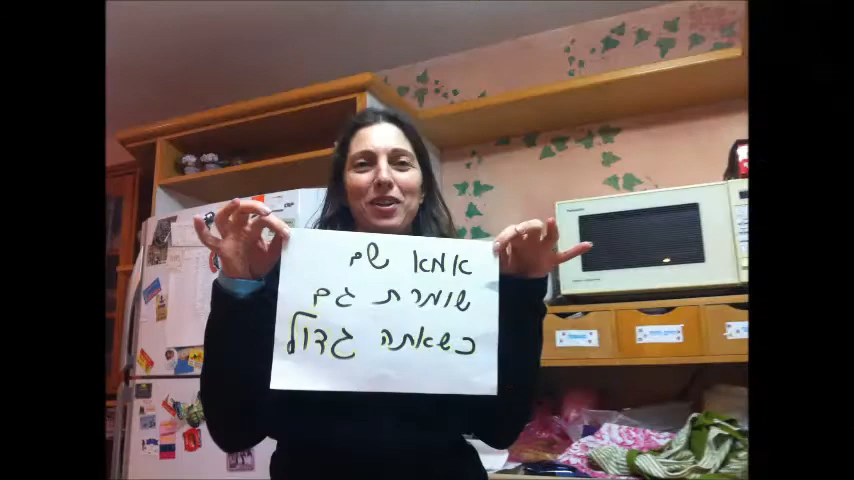 אמא שם
שומרת גם
כשאתה גדול